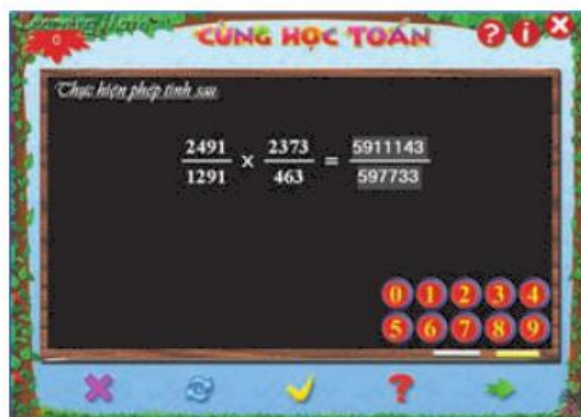 0
CÙNG HỌC TOÁN
? i X
Thực hiện phép tính sau
2491 / 1291 x 2373 / 463 = 5911143 / 597733
0 1 2 3 4
5 6 7 8 9
?